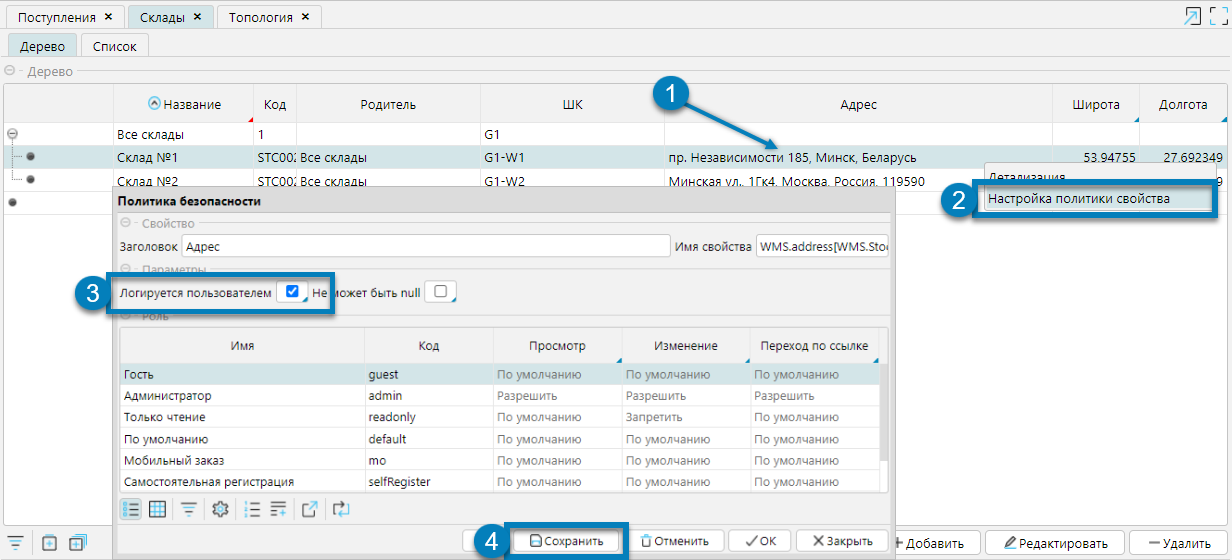 Поступления × Склады × Топология ×
Дерево Список
Дерево
Название Код Родитель ШК Адрес Широта Долгота
1
Все склады 1 G1
Склад №1 STC002 Все склады G1-W1 пр. Независимости 185, Минск, Беларусь 53.94755 27.692349
Склад №2 STC002 Все склады G1-W2 Минская ул., 1Гк4, Москва, Россия, 119590
Детализация
2 Настройка политики свойства
Политика безопасности
Свойство
Заголовок Адрес Имя свойства WMS.address[WMS.Stoc
Параметры
3 Логируется пользователем Не может быть null
Роль
Имя Код Просмотр Изменение Переход по ссылке
Гость guest По умолчанию По умолчанию По умолчанию
Администратор admin Разрешить Разрешить Разрешить
Только чтение readonly По умолчанию Запретить По умолчанию
По умолчанию default По умолчанию По умолчанию По умолчанию
Мобильный заказ mo По умолчанию По умолчанию По умолчанию
Самостоятельная регистрация selfRegister По умолчанию По умолчанию По умолчанию
4 Сохранить Отменить OK Закрыть
Добавить Редактировать Удалить